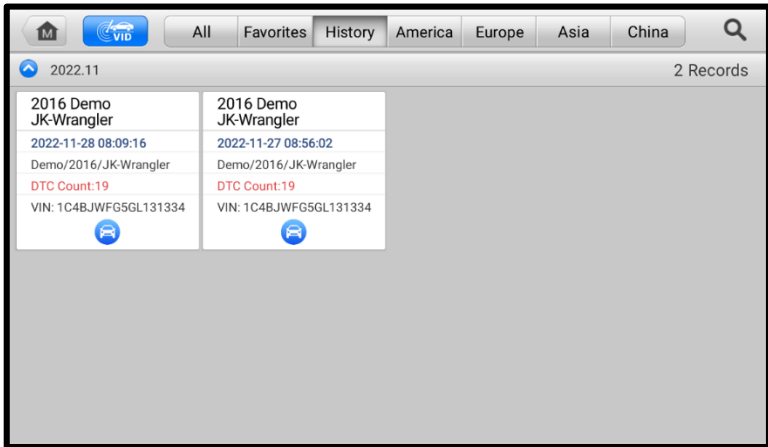 M VID All Favorites History America Europe Asia China
2022.11 2 Records
2016 Demo
JK-Wrangler
2022-11-28 08:09:16
Demo/2016/JK-Wrangler
DTC Count:19
VIN: 1C4BJWFG5GL131334
2016 Demo
JK-Wrangler
2022-11-27 08:56:02
Demo/2016/JK-Wrangler
DTC Count:19
VIN: 1C4BJWFG5GL131334